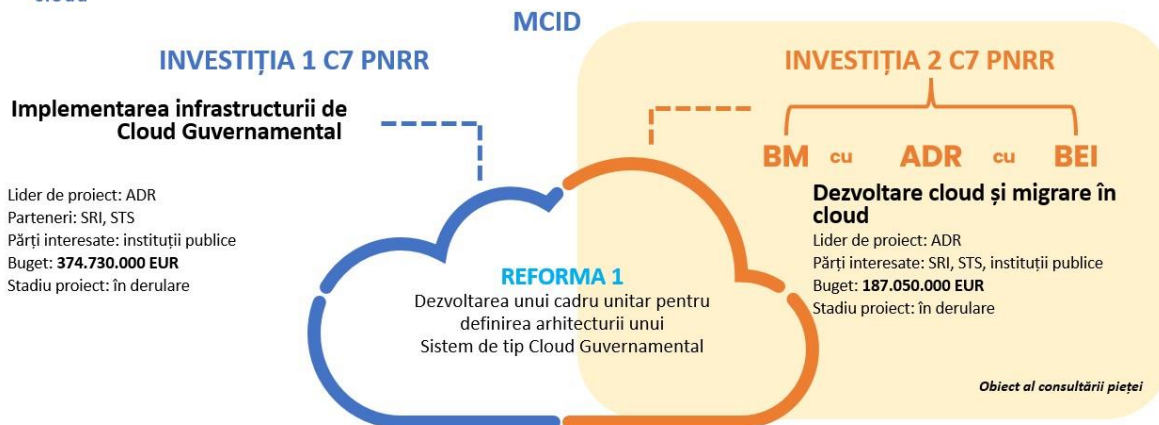 cloud
MCID
INVESTIȚIA 1 C7 PNRR
Implementarea infrastructurii de
Cloud Guvernamental
Lider de proiect: ADR
Parteneri: SRI, STS
Părți interesate: instituții publice
Buget: 374.730.000 EUR
Stadiu proiect: în derulare
REFORMA 1
Dezvoltarea unui cadru unitar pentru
definirea arhitecturii unui
Sistem de tip Cloud Guvernamental
INVESTIȚIA 2 C7 PNRR
BM cu ADR cu BEI
Dezvoltare cloud și migrare în
cloud
Lider de proiect: ADR
Părți interesate: SRI, STS, instituții publice
Buget: 187.050.000 EUR
Stadiu proiect: în derulare
Obiect al consultării pieței